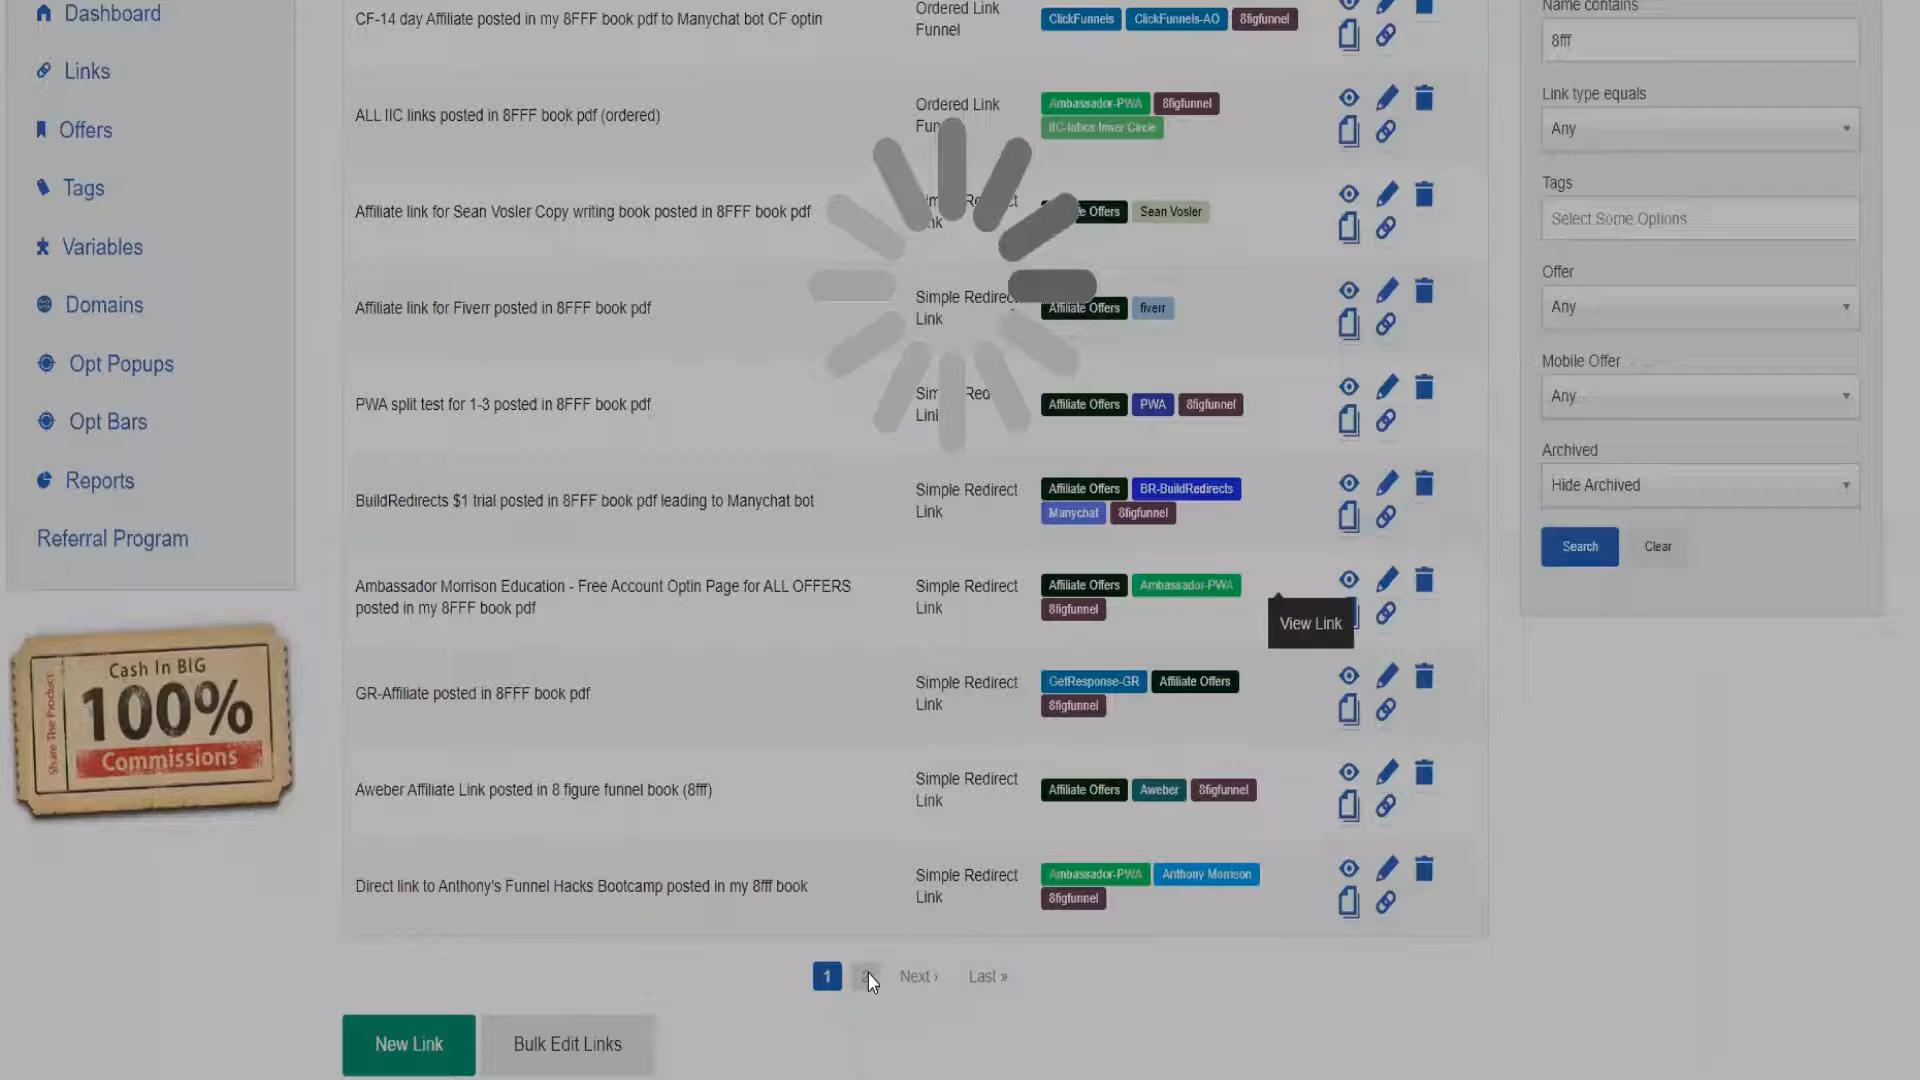 Dashboard
Links
Offers
Tags
Variables
Domains
Opt Popups
Opt Bars
Reports
Referral Program
Cash In BIG
100%
Commissions
Share The Product
CF-14 day Affiliate posted in my 8FFF book pdf to Manychat bot CF optin
Ordered Link
Funnel
ClickFunnels ClickFunnels-AO 8figfunnel
ALL IIC links posted in 8FFF book pdf (ordered)
Ordered Link
Ambassador-PWA 8figfunnel
IIC-Inbox Inner Circle
Affiliate link for Sean Vosler Copy writing book posted in 8FFF book pdf
Offers Sean Vosler
Affiliate link for Fiverr posted in 8FFF book pdf
Simple Redirect
Link
Affiliate Offers fiverr
PWA split test for 1-3 posted in 8FFF book pdf
Affiliate Offers PWA 8figfunnel
BuildRedirects $1 trial posted in 8FFF book pdf leading to Manychat bot
Simple Redirect
Link
Affiliate Offers BR-BuildRedirects
Manychat 8figfunnel
Ambassador Morrison Education - Free Account Optin Page for ALL OFFERS
posted in my 8FFF book pdf
Simple Redirect
Link
Affiliate Offers Ambassador-PWA
8figfunnel
View Link
GR-Affiliate posted in 8FFF book pdf
Simple Redirect
Link
GetResponse-GR Affiliate Offers
8figfunnel
Aweber Affiliate Link posted in 8 figure funnel book (8fff)
Simple Redirect
Link
Affiliate Offers Aweber 8figfunnel
Direct link to Anthony's Funnel Hacks Bootcamp posted in my 8fff book
Simple Redirect
Link
Ambassador-PWA Anthony Morrison
8figfunnel
1 2 Next › Last »
New Link Bulk Edit Links
Name contains
8fff
Link type equals
Any
Tags
Select Some Options
Offer
Any
Mobile Offer
Any
Archived
Hide Archived
Search Clear